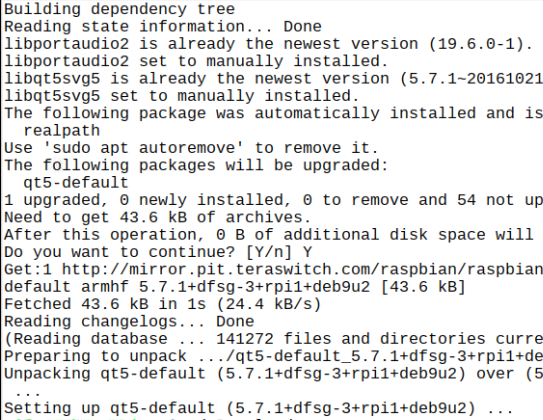 Building dependency tree
Reading state information... Done
libportaudio2 is already the newest version (19.6.0-1).
libportaudio2 set to manually installed.
libqt5svg5 is already the newest version (5.7.1~20161021
libqt5svg5 set to manually installed.
The following package was automatically installed and is
  realpath
Use 'sudo apt autoremove' to remove it.
The following packages will be upgraded:
  qt5-default
1 upgraded, 0 newly installed, 0 to remove and 54 not up
Need to get 43.6 kB of archives.
After this operation, 0 B of additional disk space will
Do you want to continue? [Y/n] Y
Get:1 http://mirror.pit.teraswitch.com/raspbian/raspbian
default armhf 5.7.1+dfsg-3+rpi1+deb9u2 [43.6 kB]
Fetched 43.6 kB in 1s (24.4 kB/s)
Reading changelogs... Done
(Reading database ... 141272 files and directories curre
Preparing to unpack .../qt5-default_5.7.1+dfsg-3+rpi1+de
Unpacking qt5-default (5.7.1+dfsg-3+rpi1+deb9u2) over (5
 ...
Setting up qt5-default (5.7.1+dfsg-3+rpi1+deb9u2) ...